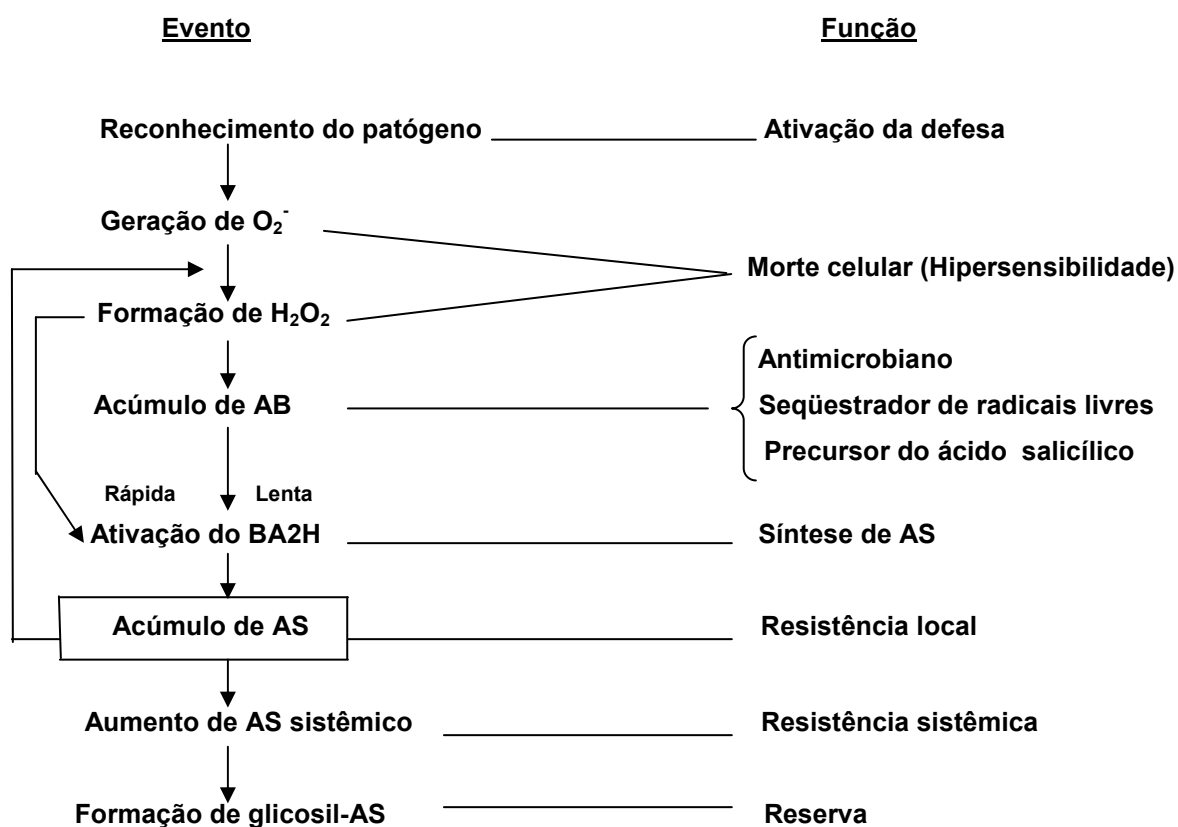 Evento Função
Reconhecimento do patógeno Ativação da defesa
Geração de O₂⁻
Morte celular (Hipersensibilidade)
Formação de H₂O₂
Antimicrobiano
Acúmulo de AB Seqüestrador de radicais livres
Precursor do ácido salicílico
Rápida Lenta
Ativação do BA2H Síntese de AS
Acúmulo de AS Resistência local
Aumento de AS sistêmico Resistência sistêmica
Formação de glicosil-AS Reserva